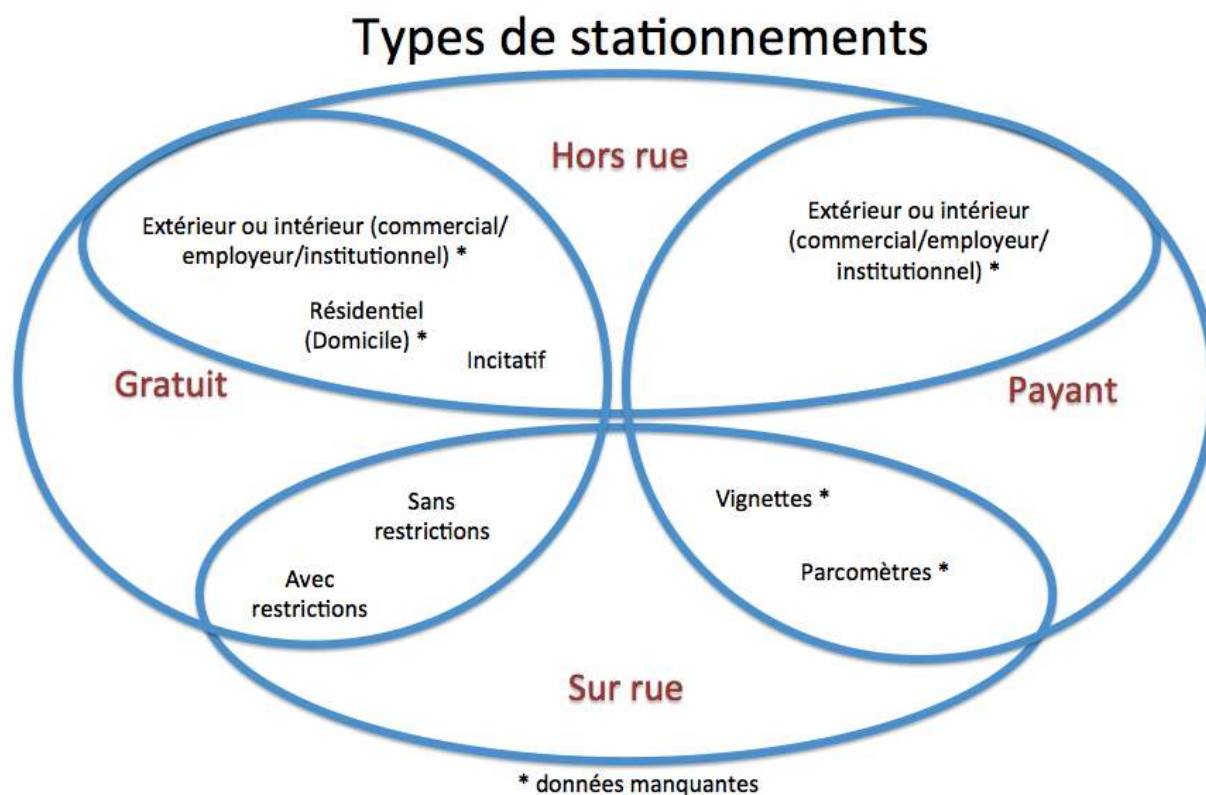 Types de stationnements
Hors rue
Extérieur ou intérieur (commercial/
employeur/institutionnel) *
Résidentiel
(Domicile) *
Incitatif
Extérieur ou intérieur
(commercial/employeur/
institutionnel) *
Gratuit
Payant
Sans
restrictions
Avec
restrictions
Vignettes *
Parcomètres *
Sur rue
* données manquantes